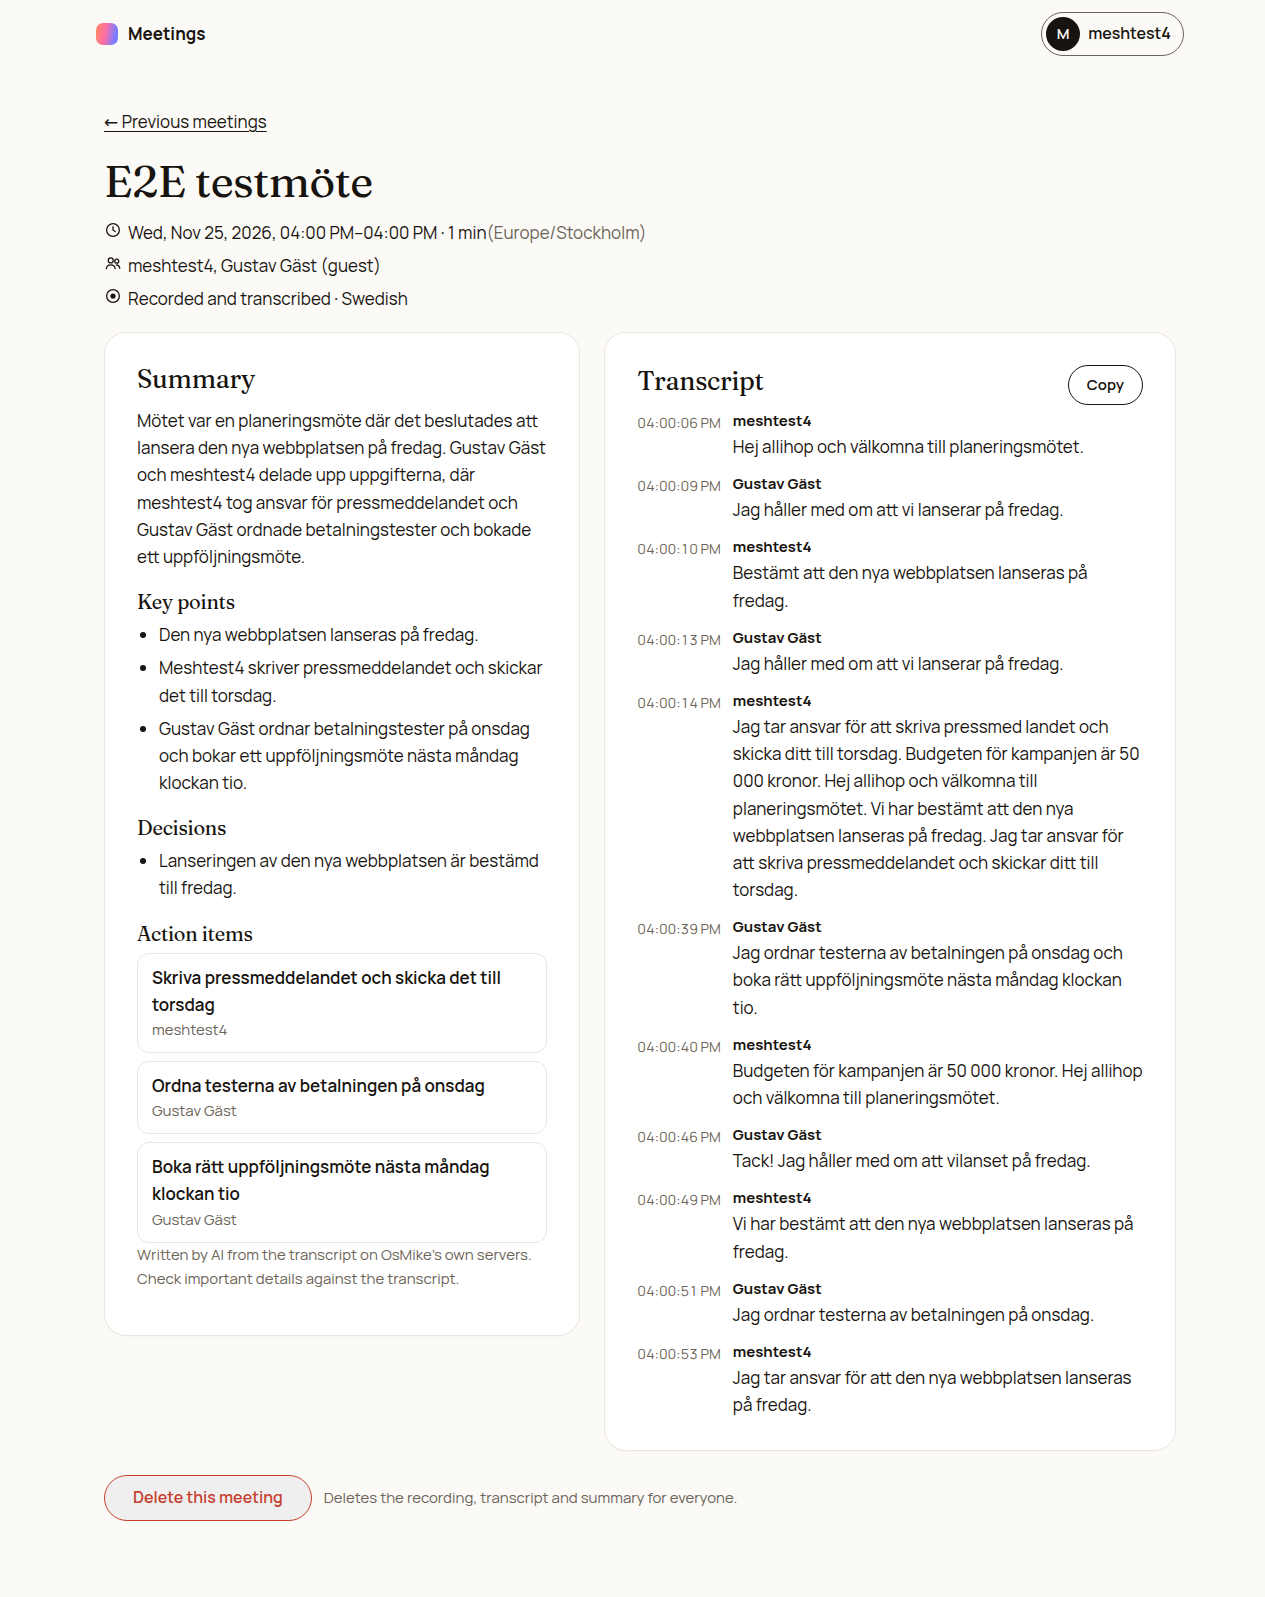 Meetings
M meshtest4
← Previous meetings
E2E testmöte
Wed, Nov 25, 2026, 04:00 PM–04:00 PM · 1 min(Europe/Stockholm)
meshtest4, Gustav Gäst (guest)
Recorded and transcribed · Swedish
Summary
Mötet var en planeringsmöte där det beslutades att
lansera den nya webbplatsen på fredag. Gustav Gäst
och meshtest4 delade upp uppgifterna, där
meshtest4 tog ansvar för pressmeddelandet och
Gustav Gäst ordnade betalningstester och bokade
ett uppföljningsmöte.
Key points
• Den nya webbplatsen lanseras på fredag.
• Meshtest4 skriver pressmeddelandet och skickar
det till torsdag.
• Gustav Gäst ordnar betalningstester på onsdag
och bokar ett uppföljningsmöte nästa måndag
klockan tio.
Decisions
• Lanseringen av den nya webbplatsen är bestämd
till fredag.
Action items
Skriva pressmeddelandet och skicka det till
torsdag
meshtest4
Ordna testerna av betalningen på onsdag
Gustav Gäst
Boka rätt uppföljningsmöte nästa måndag
klockan tio
Gustav Gäst
Written by AI from the transcript on OsMike's own servers.
Check important details against the transcript.
Transcript
Copy
04:00:06 PM meshtest4
Hej allihop och välkomna till planeringsmötet.
04:00:09 PM Gustav Gäst
Jag håller med om att vi lanserar på fredag.
04:00:10 PM meshtest4
Bestämt att den nya webbplatsen lanseras på
fredag.
04:00:13 PM Gustav Gäst
Jag håller med om att vi lanserar på fredag.
04:00:14 PM meshtest4
Jag tar ansvar för att skriva pressmed landet och
skicka ditt till torsdag. Budgeten för kampanjen är 50
000 kronor. Hej allihop och välkomna till
planeringsmötet. Vi har bestämt att den nya
webbplatsen lanseras på fredag. Jag tar ansvar för
att skriva pressmeddelandet och skickar ditt till
torsdag.
04:00:39 PM Gustav Gäst
Jag ordnar testerna av betalningen på onsdag och
boka rätt uppföljningsmöte nästa måndag klockan
tio.
04:00:40 PM meshtest4
Budgeten för kampanjen är 50 000 kronor. Hej allihop
och välkomna till planeringsmötet.
04:00:46 PM Gustav Gäst
Tack! Jag håller med om att vilanset på fredag.
04:00:49 PM meshtest4
Vi har bestämt att den nya webbplatsen lanseras på
fredag.
04:00:51 PM Gustav Gäst
Jag ordnar testerna av betalningen på onsdag.
04:00:53 PM meshtest4
Jag tar ansvar för att den nya webbplatsen lanseras
på fredag.
Delete this meeting
Deletes the recording, transcript and summary for everyone.